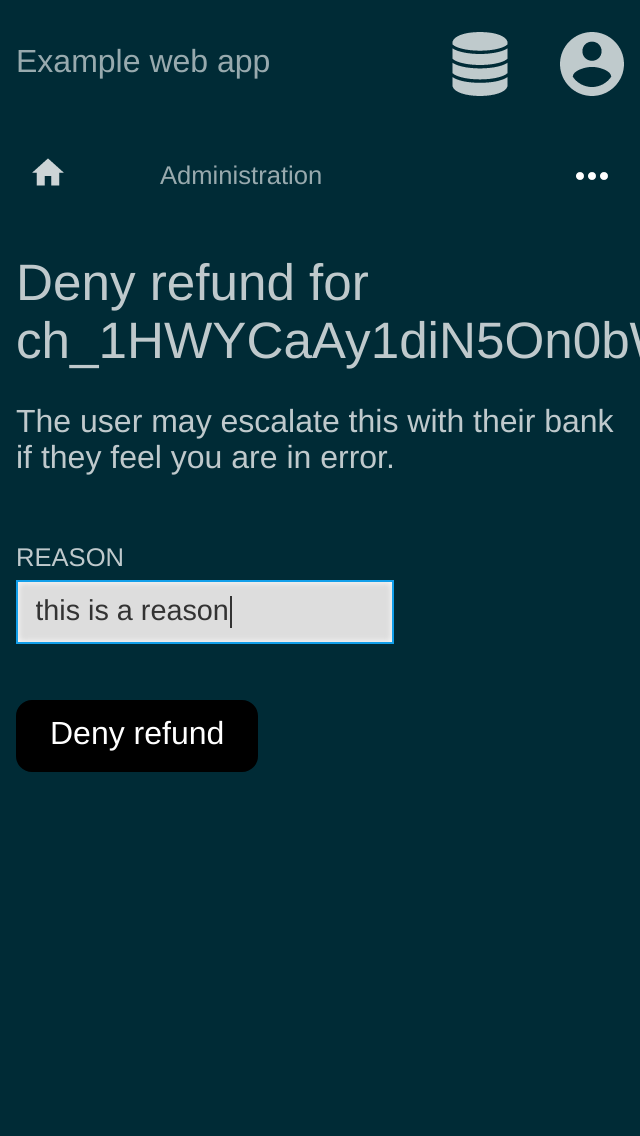 Example web app
Administration
Deny refund for
ch_1HWYCaAy1diN5On0b
The user may escalate this with their bank
if they feel you are in error.
REASON
this is a reason
Deny refund